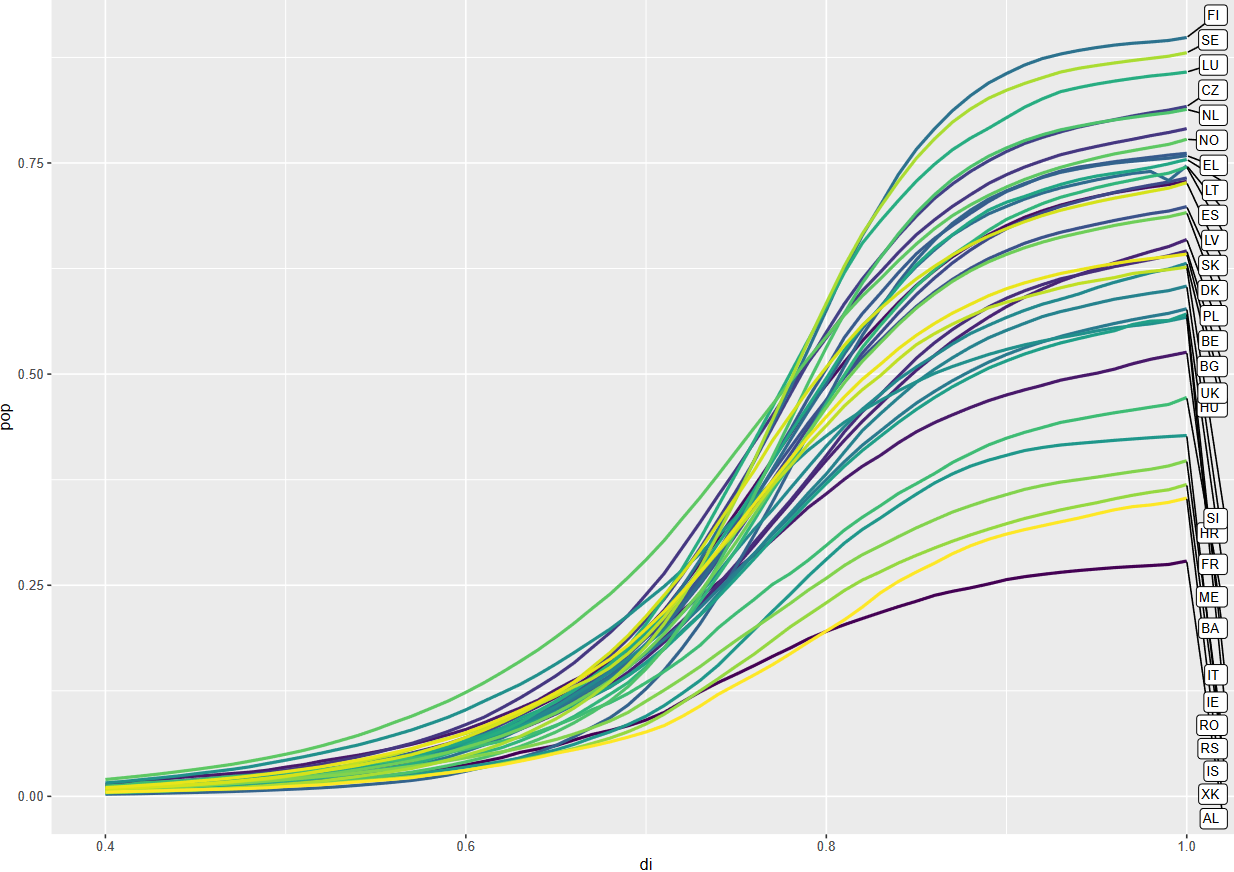 pop
0.75
0.50
0.25
0.00
0.4
0.6
0.8
1.0
di
FI
SE
LU
CZ
NL
NO
EL
LT
ES
LV
SK
DK
PL
BE
BG
UK
HU
SI
HR
FR
ME
BA
IT
IE
RO
RS
IS
XK
AL